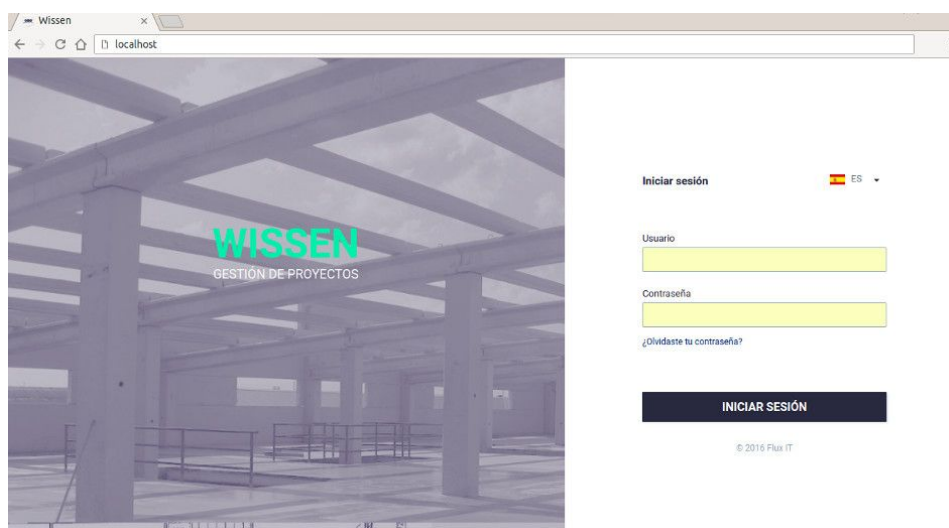 Wissen
localhost
WISSEN
GESTIÓN DE PROYECTOS
Iniciar sesión
ES
Usuario
Contraseña
¿Olvidaste tu contraseña?
INICIAR SESIÓN
© 2016 Flux IT